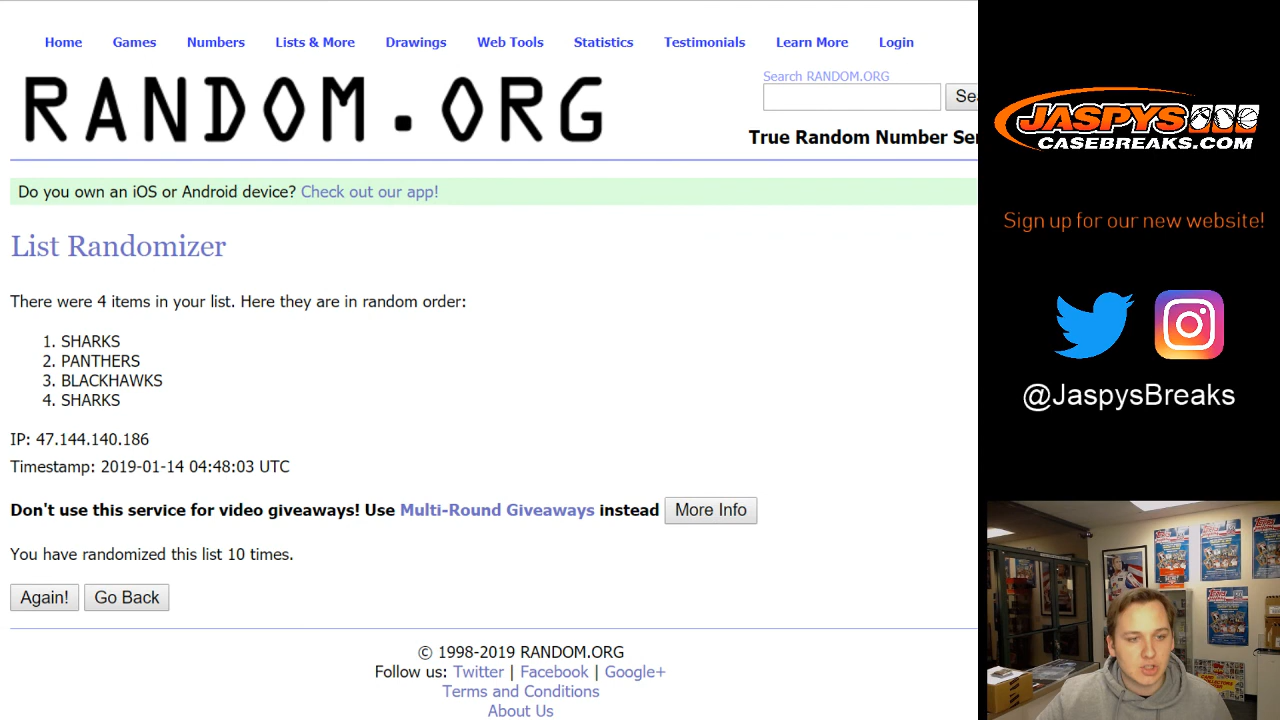 Home Games Numbers Lists & More Drawings Web Tools Statistics Testimonials Learn More Login
RANDOM.ORG
Search RANDOM.ORG
Sea
True Random Number Ser
Do you own an iOS or Android device? Check out our app!
List Randomizer
There were 4 items in your list. Here they are in random order:
1. SHARKS
2. PANTHERS
3. BLACKHAWKS
4. SHARKS
IP: 47.144.140.186
Timestamp: 2019-01-14 04:48:03 UTC
Don't use this service for video giveaways! Use Multi-Round Giveaways instead More Info
You have randomized this list 10 times.
Again! Go Back
© 1998-2019 RANDOM.ORG
Follow us: Twitter | Facebook | Google+
Terms and Conditions
About Us
JASPYS
CASEBREAKS.COM
Sign up for our new website!
@JaspysBreaks